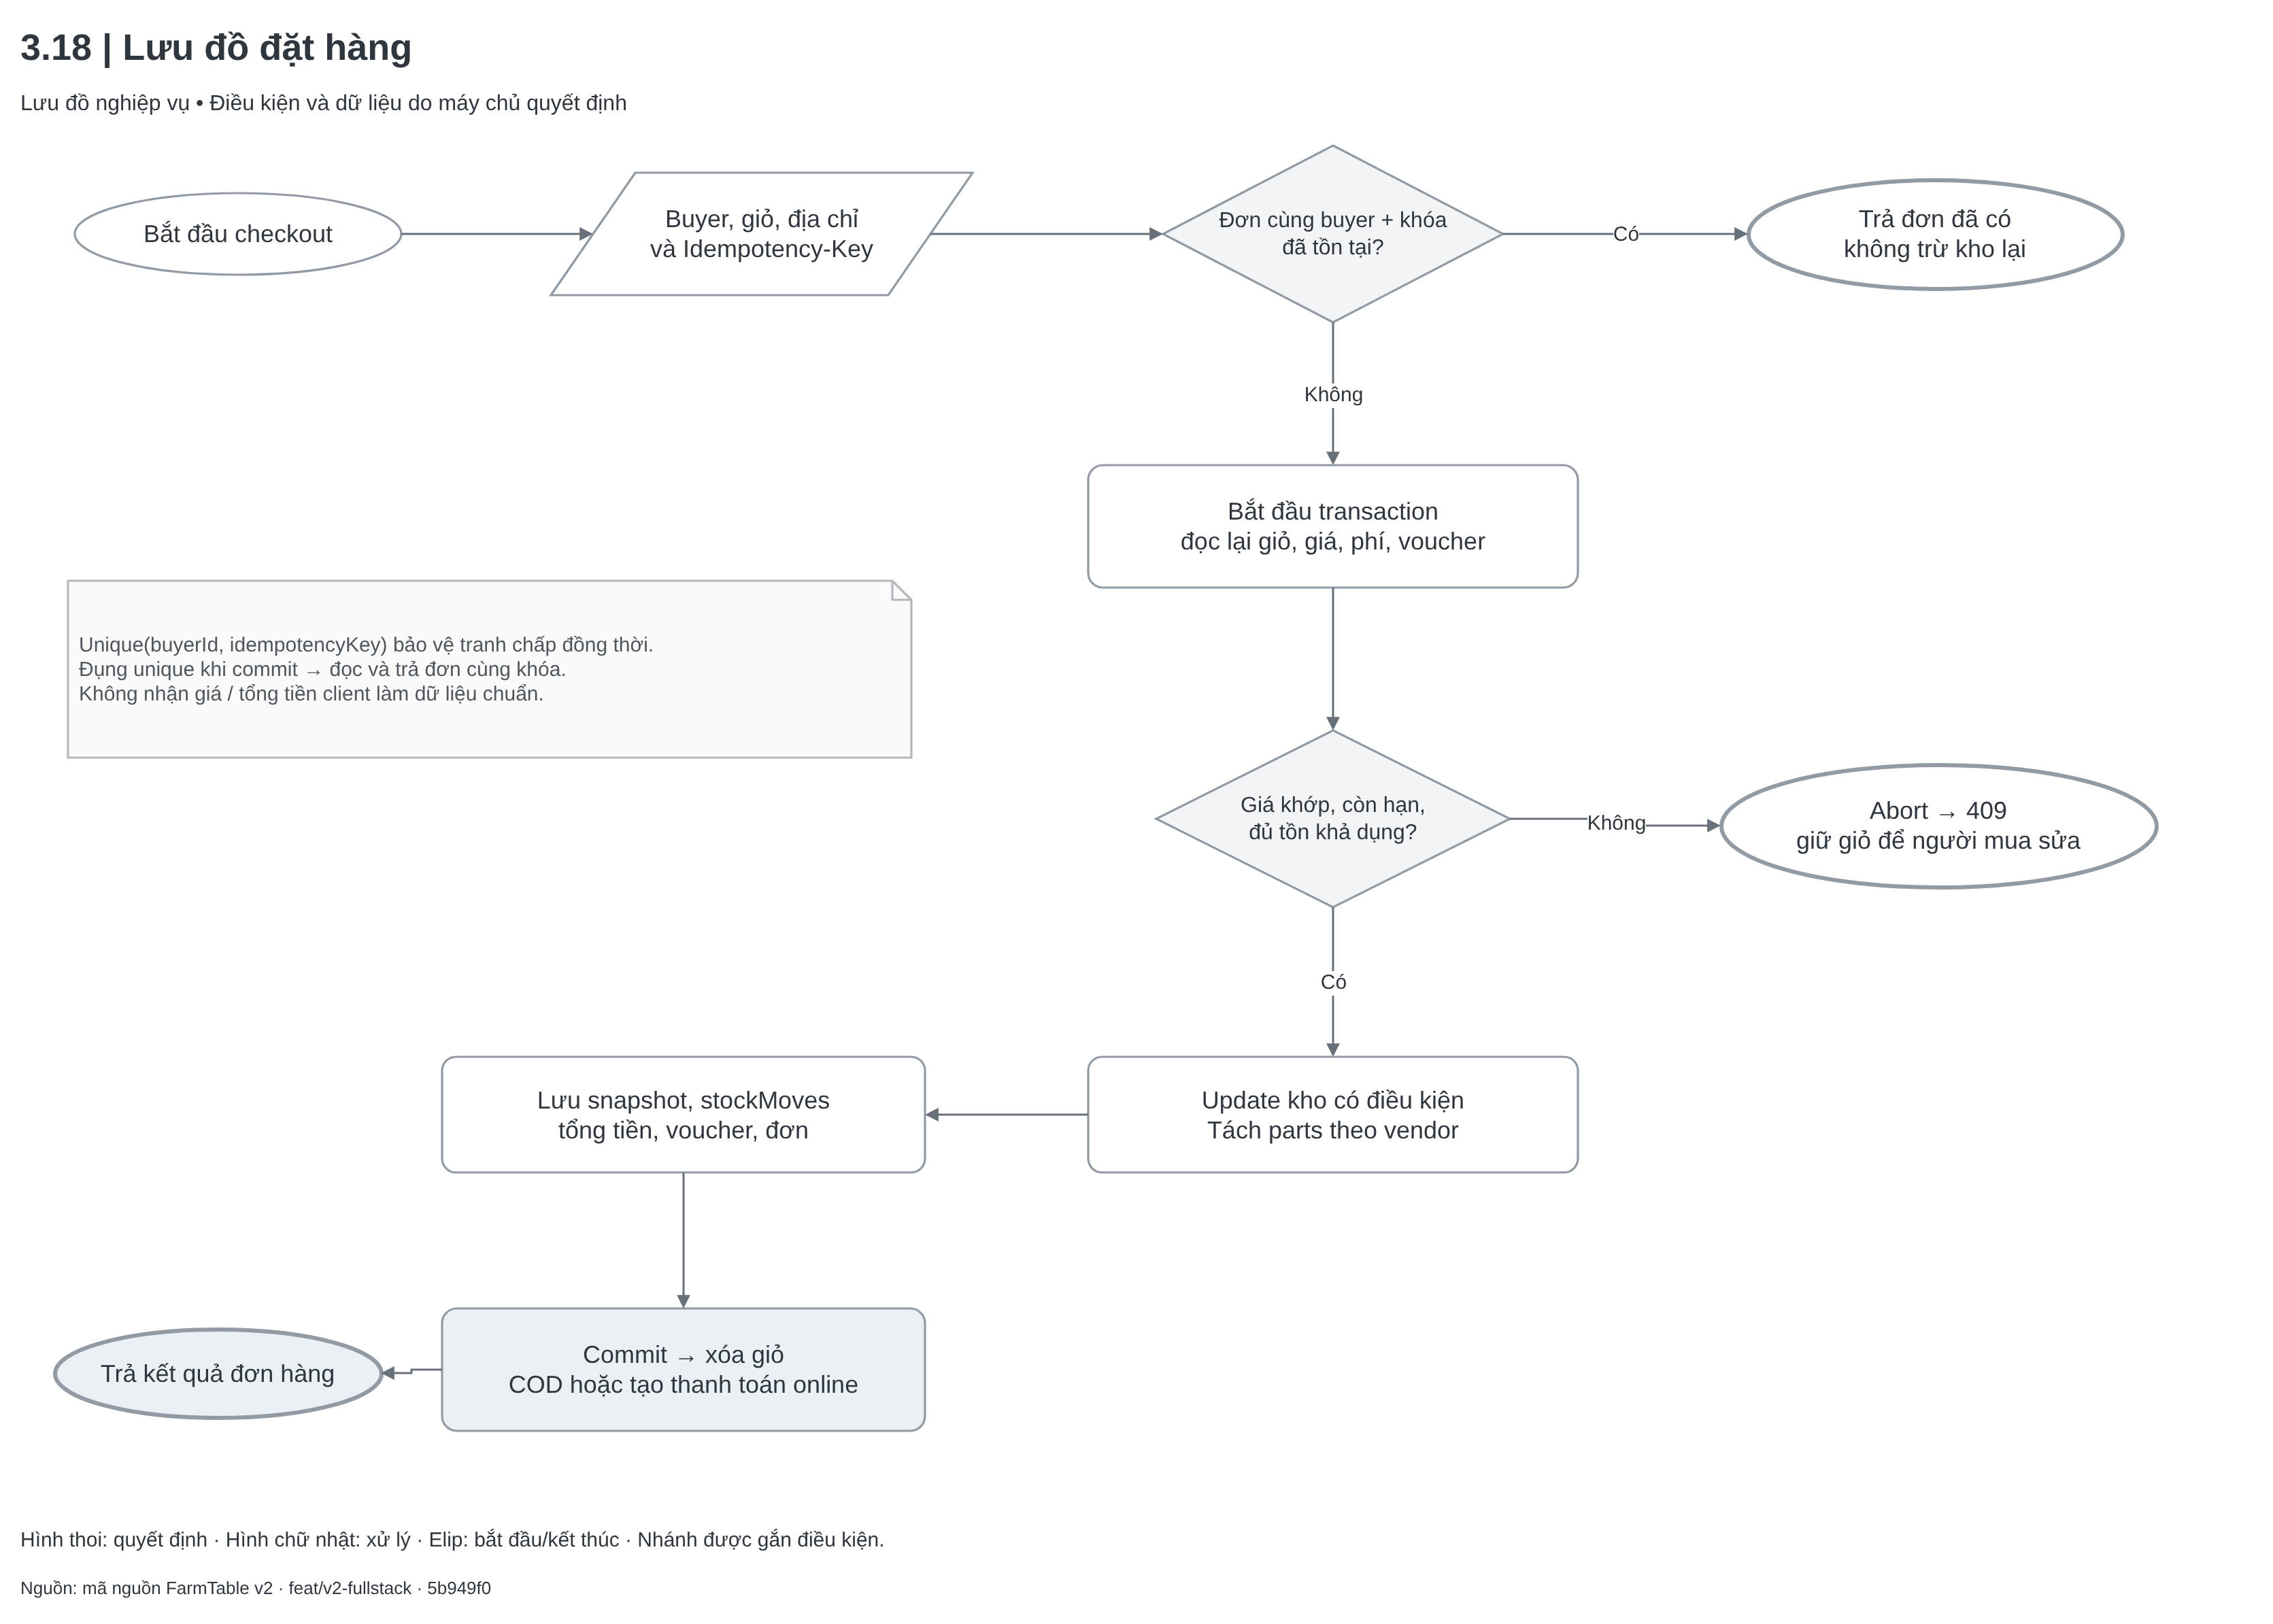 3.18 | Lưu đồ đặt hàng
Lưu đồ nghiệp vụ • Điều kiện và dữ liệu do máy chủ quyết định
Bắt đầu checkout
Buyer, giỏ, địa chỉ
và Idempotency-Key
Đơn cùng buyer + khóa
đã tồn tại?
Có
Trả đơn đã có
không trừ kho lại
Không
Bắt đầu transaction
đọc lại giỏ, giá, phí, voucher
Unique(buyerId, idempotencyKey) bảo vệ tranh chấp đồng thời.
Đụng unique khi commit → đọc và trả đơn cùng khóa.
Không nhận giá / tổng tiền client làm dữ liệu chuẩn.
Giá khớp, còn hạn,
đủ tồn khả dụng?
Không
Abort → 409
giữ giỏ để người mua sửa
Có
Update kho có điều kiện
Tách parts theo vendor
Lưu snapshot, stockMoves
tổng tiền, voucher, đơn
Commit → xóa giỏ
COD hoặc tạo thanh toán online
Trả kết quả đơn hàng
Hình thoi: quyết định · Hình chữ nhật: xử lý · Elip: bắt đầu/kết thúc · Nhánh được gắn điều kiện.
Nguồn: mã nguồn FarmTable v2 · feat/v2-fullstack · 5b949f0